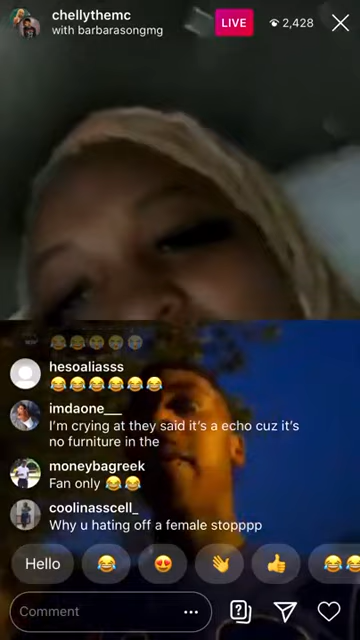 chellythemc
with barbarasongmg
LIVE
2,428
hesoaliasss
😂😂😂😂😂😂
imdaone___
I'm crying at they said it's a echo cuz it's
no furniture in the
moneybagreek
Fan only 😂😂
coolinasscell_
Why u hating off a female stopppp
Hello
Comment